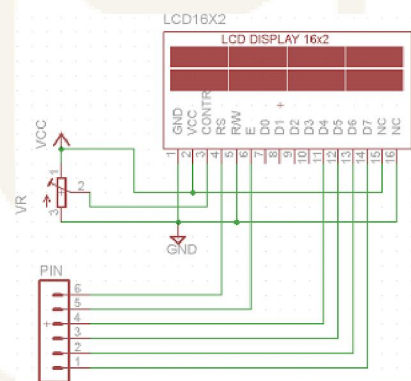 LCD16X2
LCD DISPLAY 16x2
GND
VCC
CONTR
RS
R/W
E
D0
D1
D2
D3
D4
D5
D6
D7
NC
NC
1
2
3
4
5
6
7
8
9
10
11
12
13
14
15
16
VCC
1
2
3
VR
GND
PIN
6
5
4
3
2
1